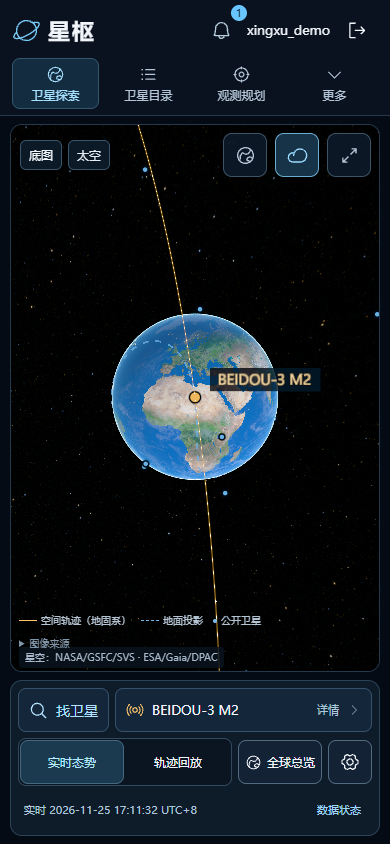 1
星枢
xingxu_demo
卫星探索
卫星目录
观测规划
更多
底图
太空
BEIDOU-3 M2
空间轨迹（地固系）
地面投影
公开卫星
图像来源
星空：NASA/GSFC/SVS · ESA/Gaia/DPAC
找卫星
BEIDOU-3 M2
详情
实时态势
轨迹回放
全球总览
实时 2026-11-25 17:11:32 UTC+8
数据状态